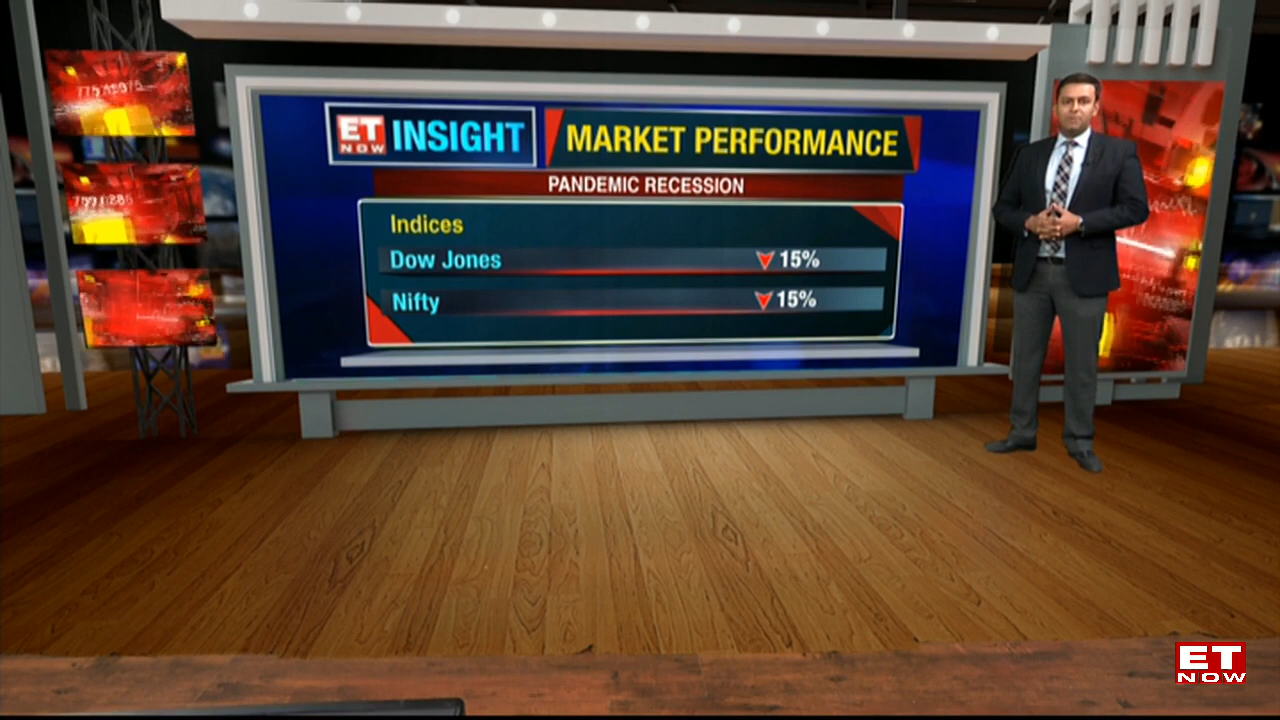 ET NOW INSIGHT
MARKET PERFORMANCE
PANDEMIC RECESSION
Indices
Dow Jones 15%
Nifty 15%
ET
NOW